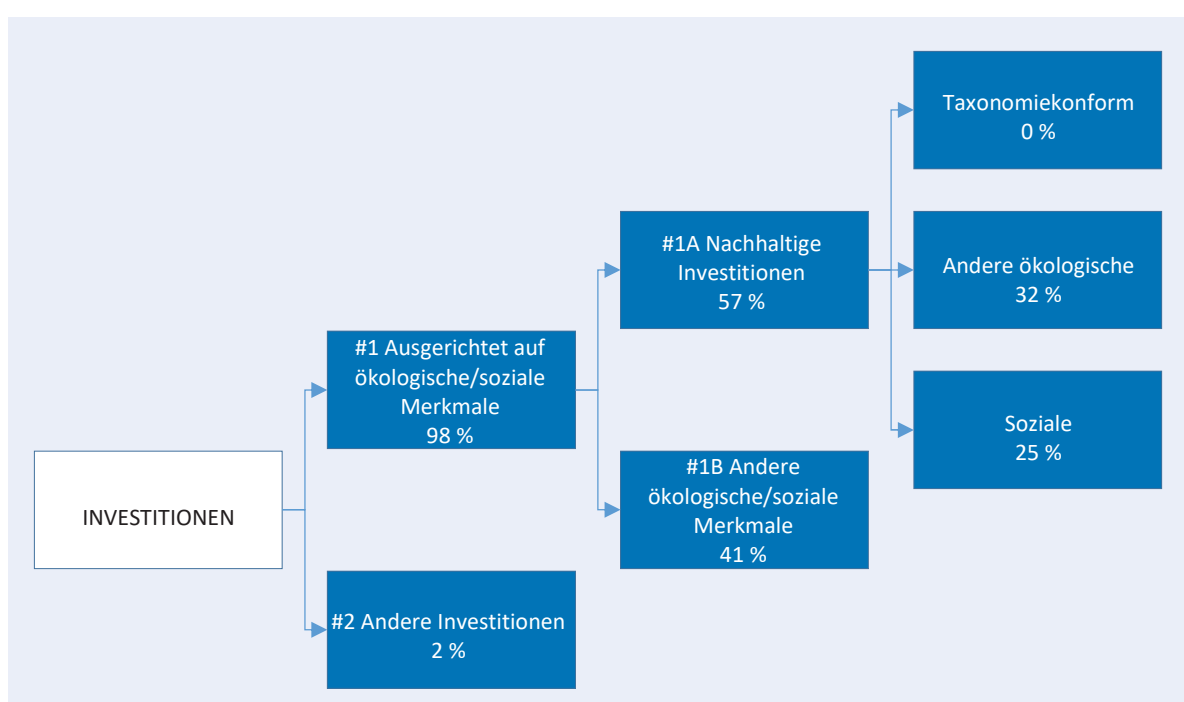 INVESTITIONEN
#1 Ausgerichtet auf
ökologische/soziale
Merkmale
98 %
#2 Andere Investitionen
2 %
#1A Nachhaltige
Investitionen
57 %
#1B Andere
ökologische/soziale
Merkmale
41 %
Taxonomiekonform
0 %
Andere ökologische
32 %
Soziale
25 %